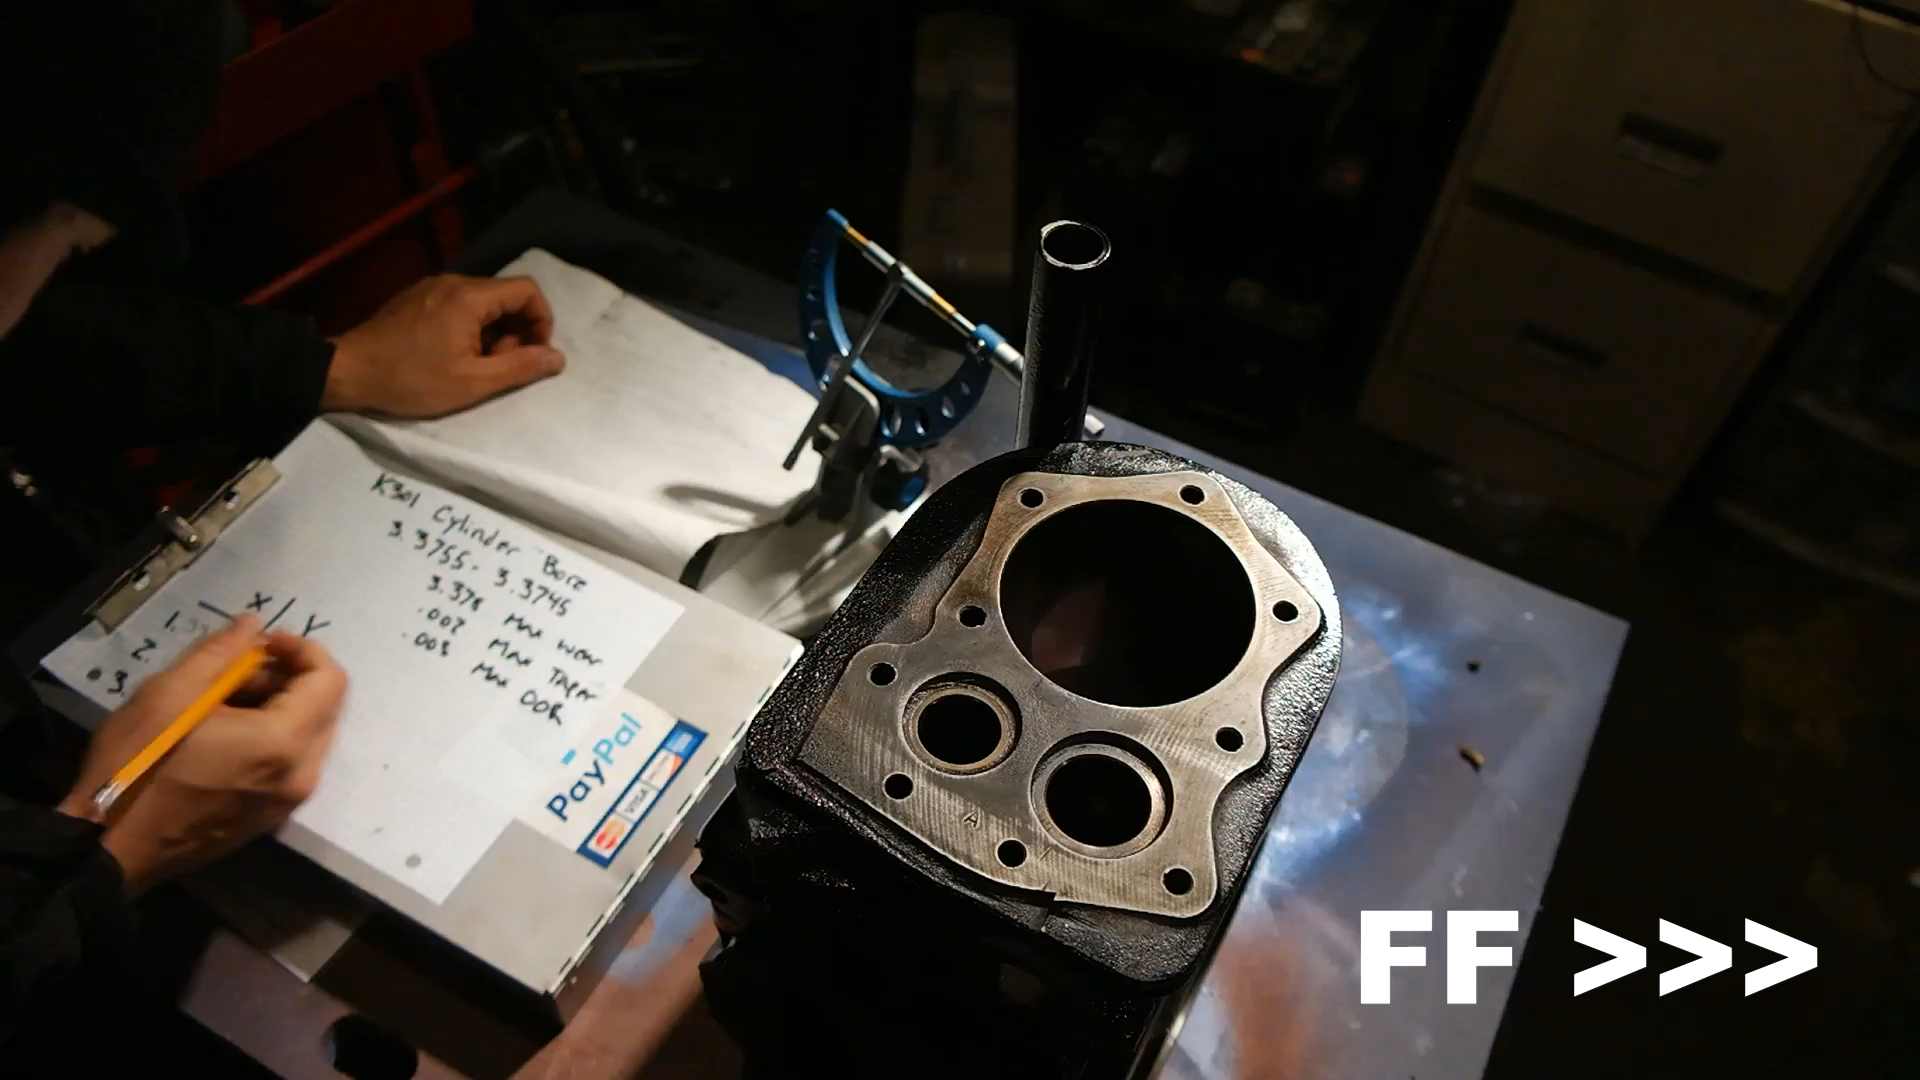 K301 Cylinder Bore
3.3755 - 3.3745
3.378 Max wear
.002 Max Taper
.003 Max OOR
X / Y
1.
2.
3.
PayPal
VISA
A
FF >>>